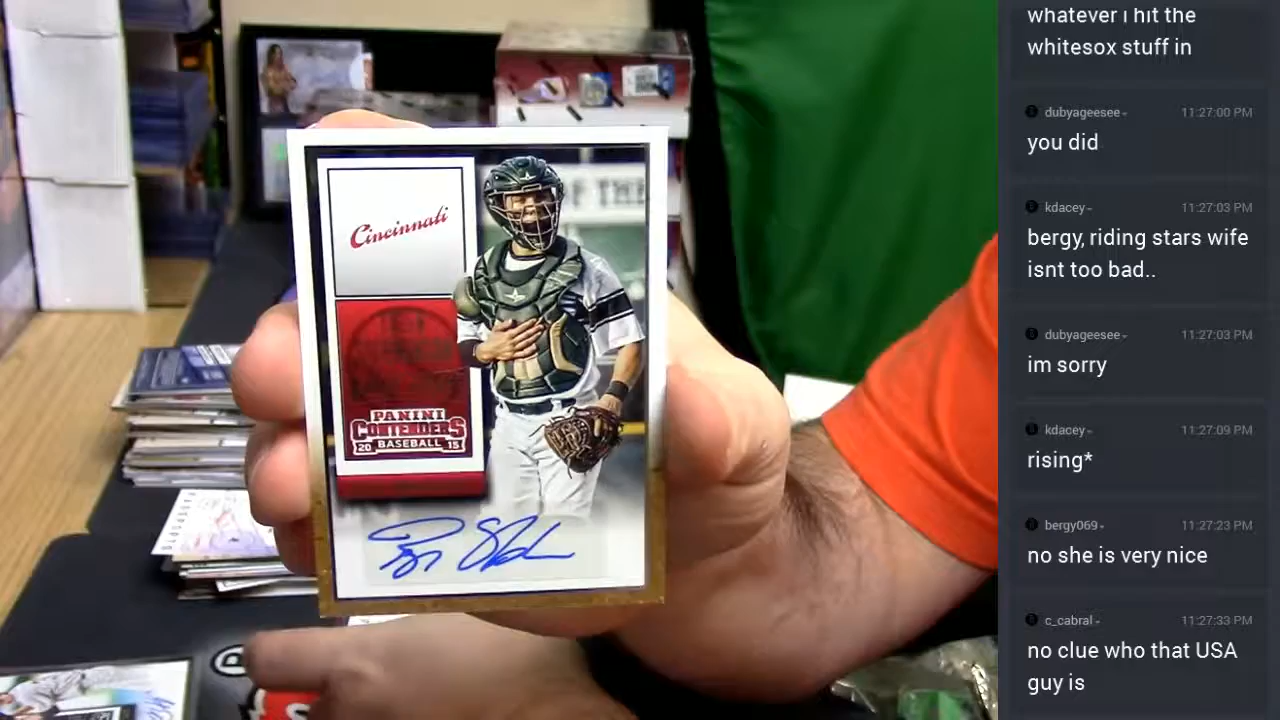 OF THE
Cincinnati
PANINI
CONTENDERS
20 BASEBALL 15
whatever i hit the
whitesox stuff in
dubyageesee
11:27:00 PM
you did
kdacey
11:27:03 PM
bergy, riding stars wife
isnt too bad..
dubyageesee
11:27:03 PM
im sorry
kdacey
11:27:09 PM
rising*
bergy069
11:27:23 PM
no she is very nice
c_cabral
11:27:33 PM
no clue who that USA
guy is